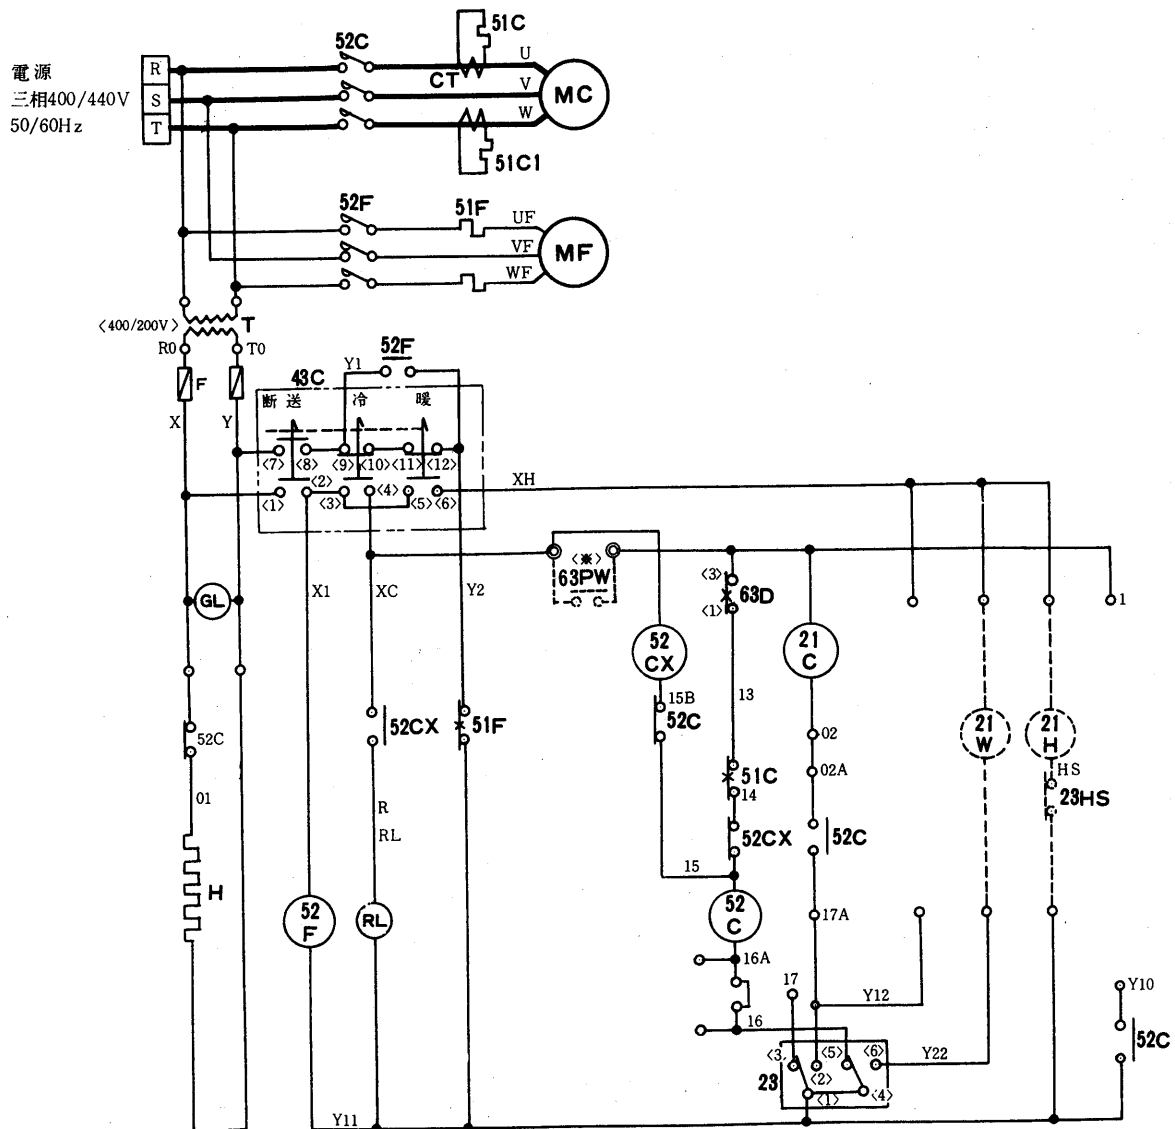 電源
三相400/440V
50/60Hz
R
S
T
52C
51C
CT
U
V
W
MC
51C1
52F
51F
UF
VF
WF
MF
〈400/200V〉
T
R0
T0
F
X
Y
43C
Y1
52F
断 送 冷 暖
〈7〉 〈8〉 〈9〉 〈10〉 〈11〉 〈12〉
〈1〉 〈2〉 〈3〉 〈4〉 〈5〉 〈6〉
XH
〈※〉
63PW
〈3〉
〈1〉
63D
GL
X1
XC
Y2
1
52
CX
21
C
15B
52C
13
52C
52CX
51F
02
02A
21
W
21
H
HS
23HS
51C
14
52CX
52C
01
R
RL
15
H
52
F
RL
52
C
17A
16A
17
Y12
Y10
16
52C
〈3〉 〈2〉 〈5〉 〈6〉
Y22
23
〈1〉 〈4〉
Y11